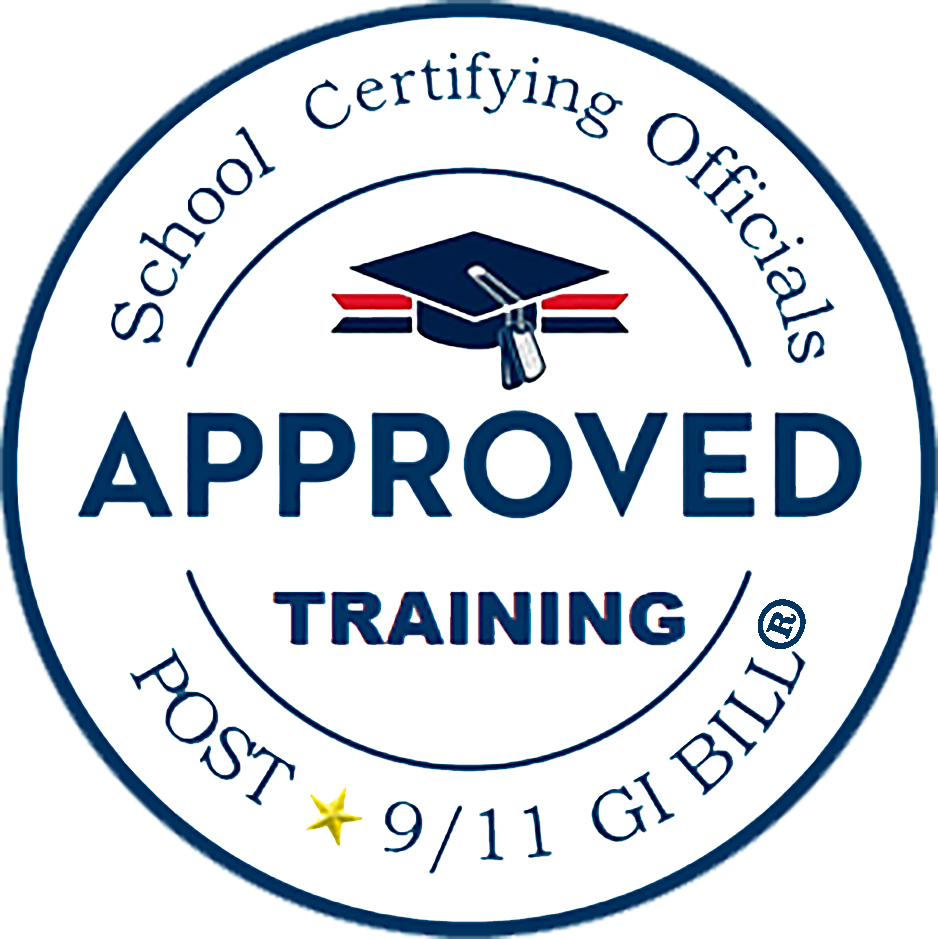 School Certifying Officials
APPROVED
TRAINING
POST 9/11 GI BILL®